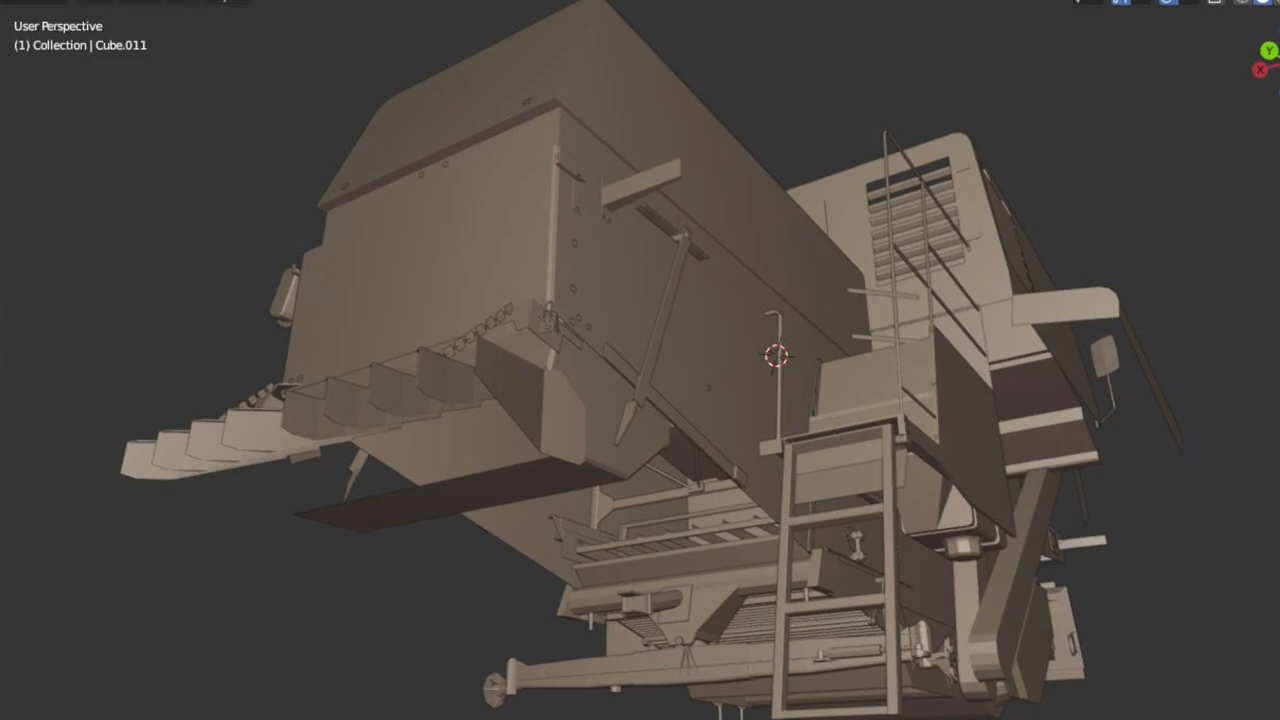 User Perspective
(1) Collection | Cube.011
Y
X